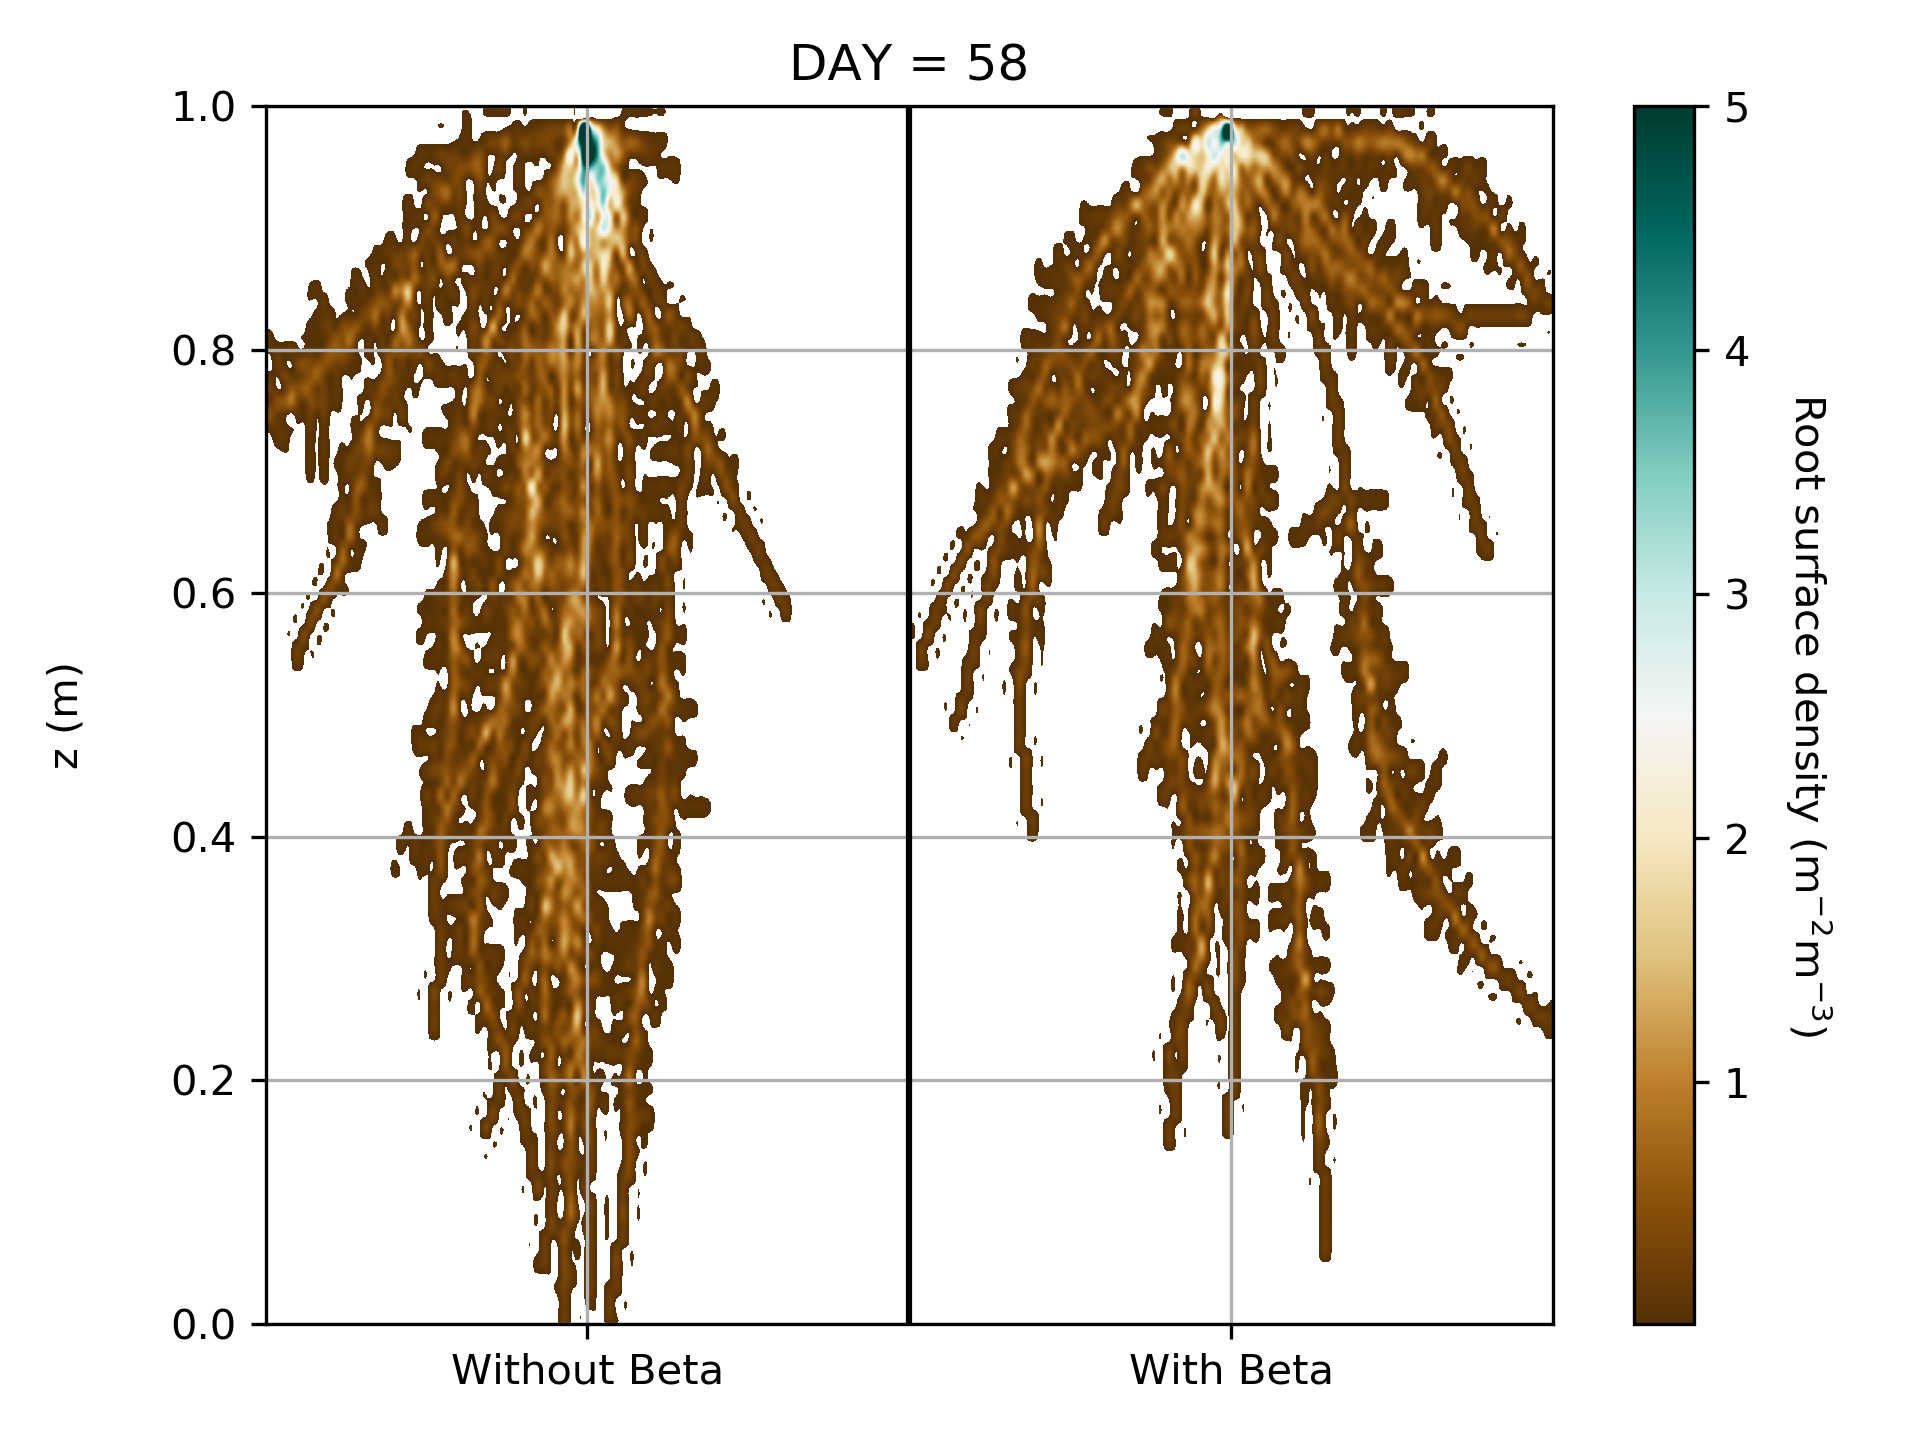 DAY = 58
1.0
0.8
0.6
0.4
0.2
0.0
z (m)
Without Beta
With Beta
5
4
3
2
1
Root surface density (m⁻²m⁻³)